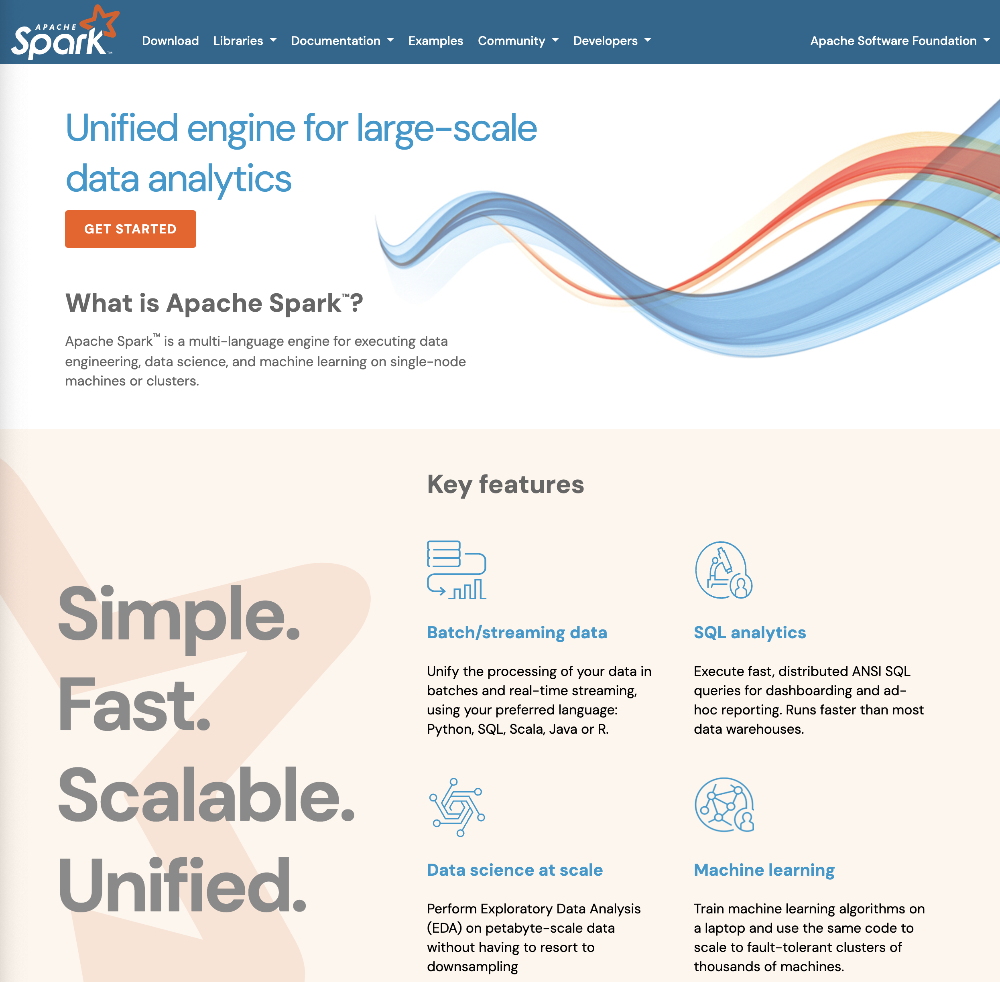 APACHE
Spark™
Download
Libraries
Documentation
Examples
Community
Developers
Apache Software Foundation
Unified engine for large-scale
data analytics
GET STARTED
What is Apache Spark™?
Apache Spark™ is a multi-language engine for executing data
engineering, data science, and machine learning on single-node
machines or clusters.
Simple.
Fast.
Scalable.
Unified.
Key features
Batch/streaming data
Unify the processing of your data in
batches and real-time streaming,
using your preferred language:
Python, SQL, Scala, Java or R.
SQL analytics
Execute fast, distributed ANSI SQL
queries for dashboarding and ad-
hoc reporting. Runs faster than most
data warehouses.
Data science at scale
Perform Exploratory Data Analysis
(EDA) on petabyte-scale data
without having to resort to
downsampling
Machine learning
Train machine learning algorithms on
a laptop and use the same code to
scale to fault-tolerant clusters of
thousands of machines.